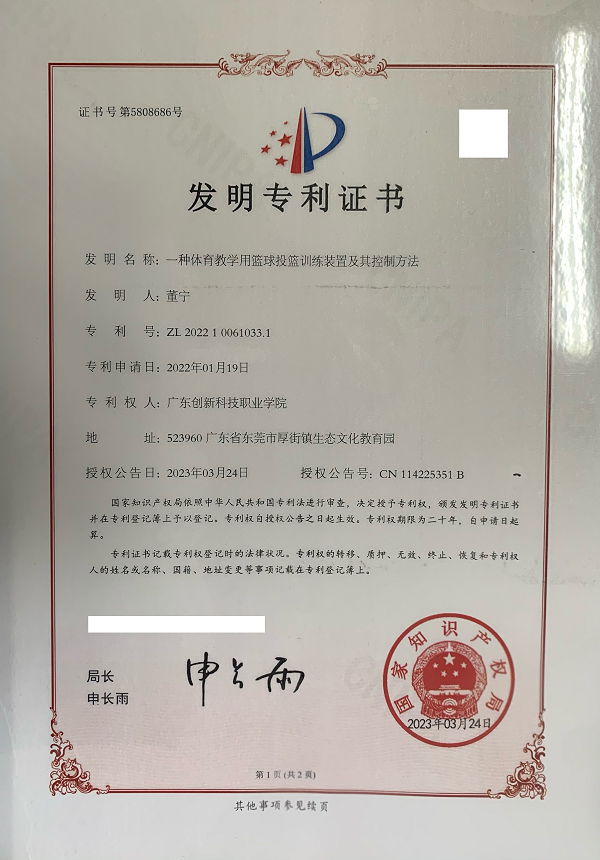 证书号第5808686号
发明专利证书
发明名称：一种体育教学用篮球投篮训练装置及其控制方法
发明人：董宁
专利号：ZL 2022 1 0061033.1
专利申请日：2022年01月19日
专利权人：广东创新科技职业学院
地址：523960 广东省东莞市厚街镇生态文化教育园
授权公告日：2023年03月24日 授权公告号：CN 114225351 B
国家知识产权局依照中华人民共和国专利法进行审查，决定授予专利权，颁发发明专利证书
并在专利登记簿上予以登记。专利权自授权公告之日起生效。专利权期限为二十年，自申请日起
算。
专利证书记载专利权登记时的法律状况。专利权的转移、质押、无效、终止、恢复和专利权
人的姓名或名称、国籍、地址变更等事项记载在专利登记簿上。
局长
申长雨
申长雨
国家知识产权局
2023年03月24日
第1页(共2页)
其他事项参见续页